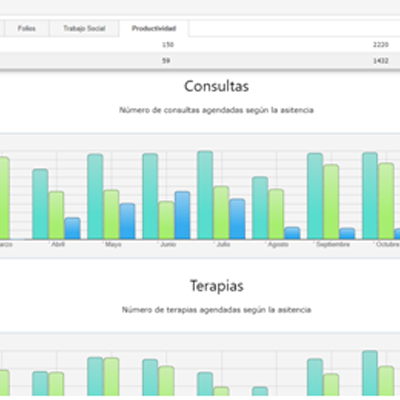 Folios Trabajo Social Productividad
150 2220
59 1432
Consultas
Número de consultas agendadas según la asitencia
arzo Abril Mayo Junio Julio Agosto Septiembre Octubre
Terapias
Número de terapias agendadas según la asitencia